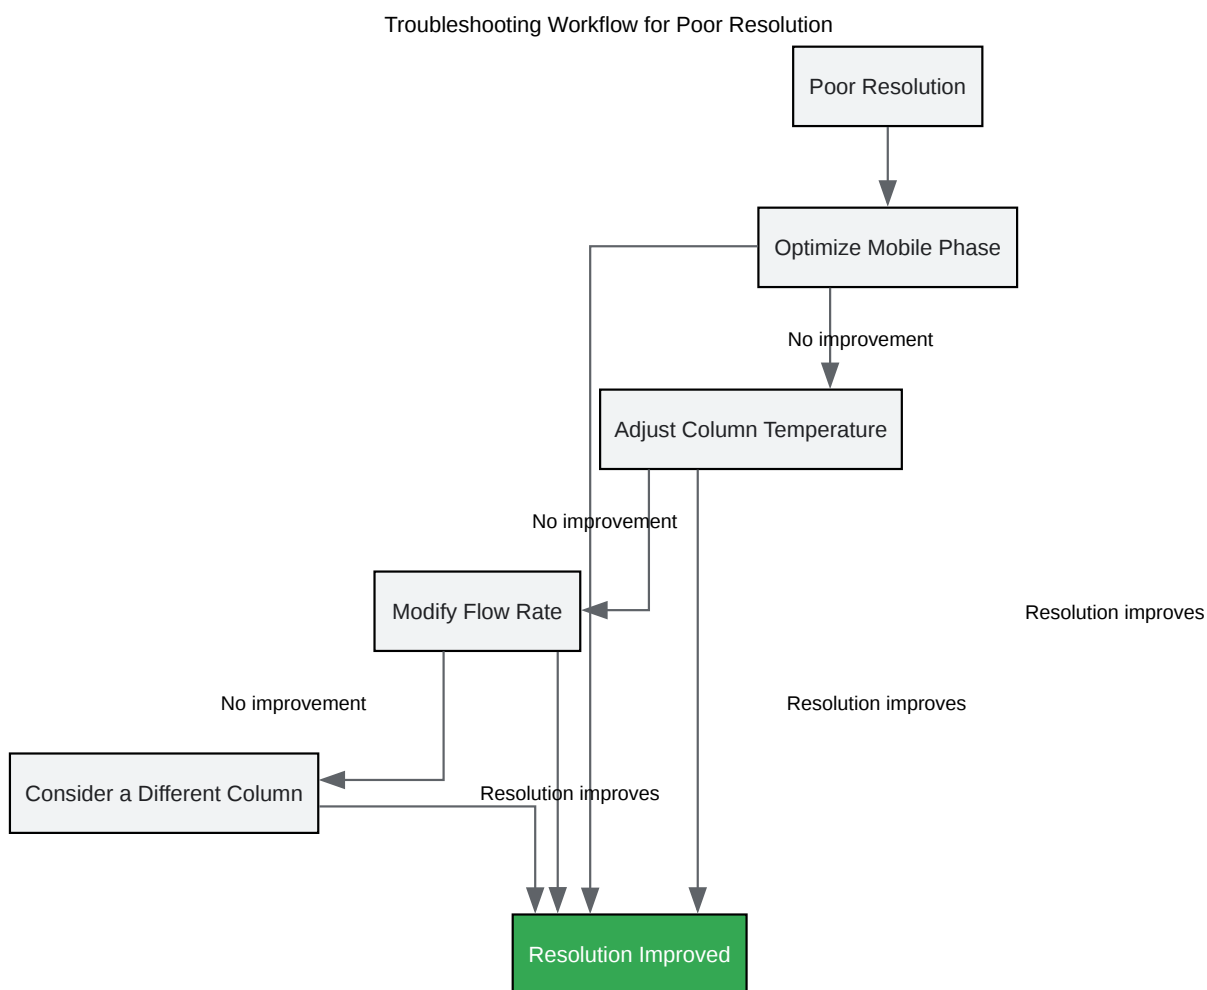 Troubleshooting Workflow for Poor Resolution
Poor Resolution
Optimize Mobile Phase
No improvement
Adjust Column Temperature
No improvement
Modify Flow Rate
Resolution improves
No improvement
Resolution improves
Consider a Different Column
Resolution improves
Resolution Improved